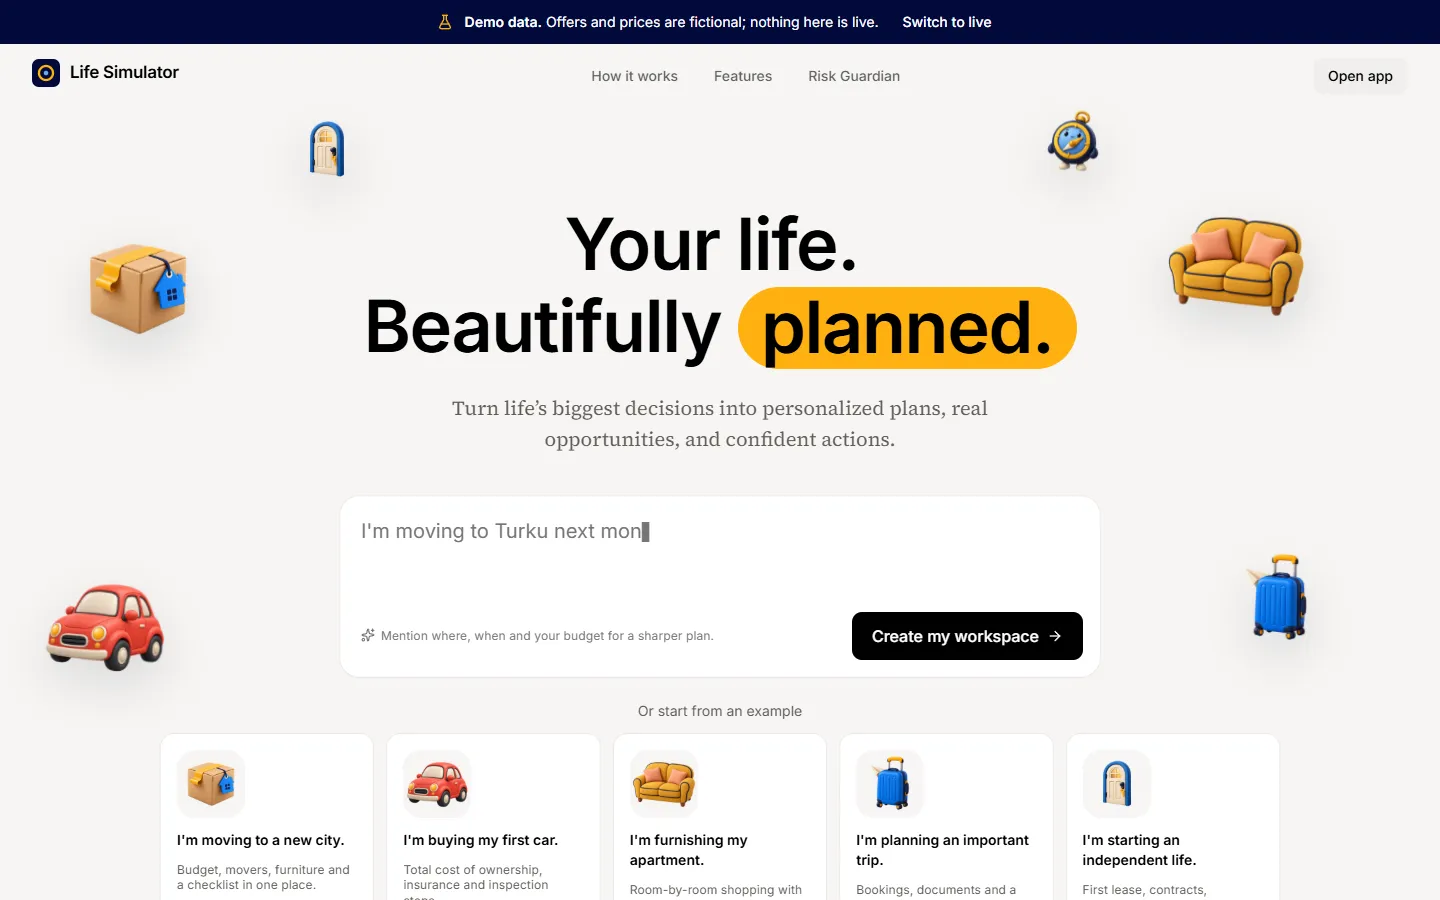 Demo data. Offers and prices are fictional; nothing here is live. Switch to live
Life Simulator
How it works
Features
Risk Guardian
Open app
Your life.
Beautifully planned.
Turn life’s biggest decisions into personalized plans, real
opportunities, and confident actions.
I'm moving to Turku next mon
Mention where, when and your budget for a sharper plan.
Create my workspace →
Or start from an example
I'm moving to a new city.
Budget, movers, furniture and
a checklist in one place.
I'm buying my first car.
Total cost of ownership,
insurance and inspection
I'm furnishing my
apartment.
Room-by-room shopping with
I'm planning an important
trip.
Bookings, documents and a
I'm starting an
independent life.
First lease, contracts,